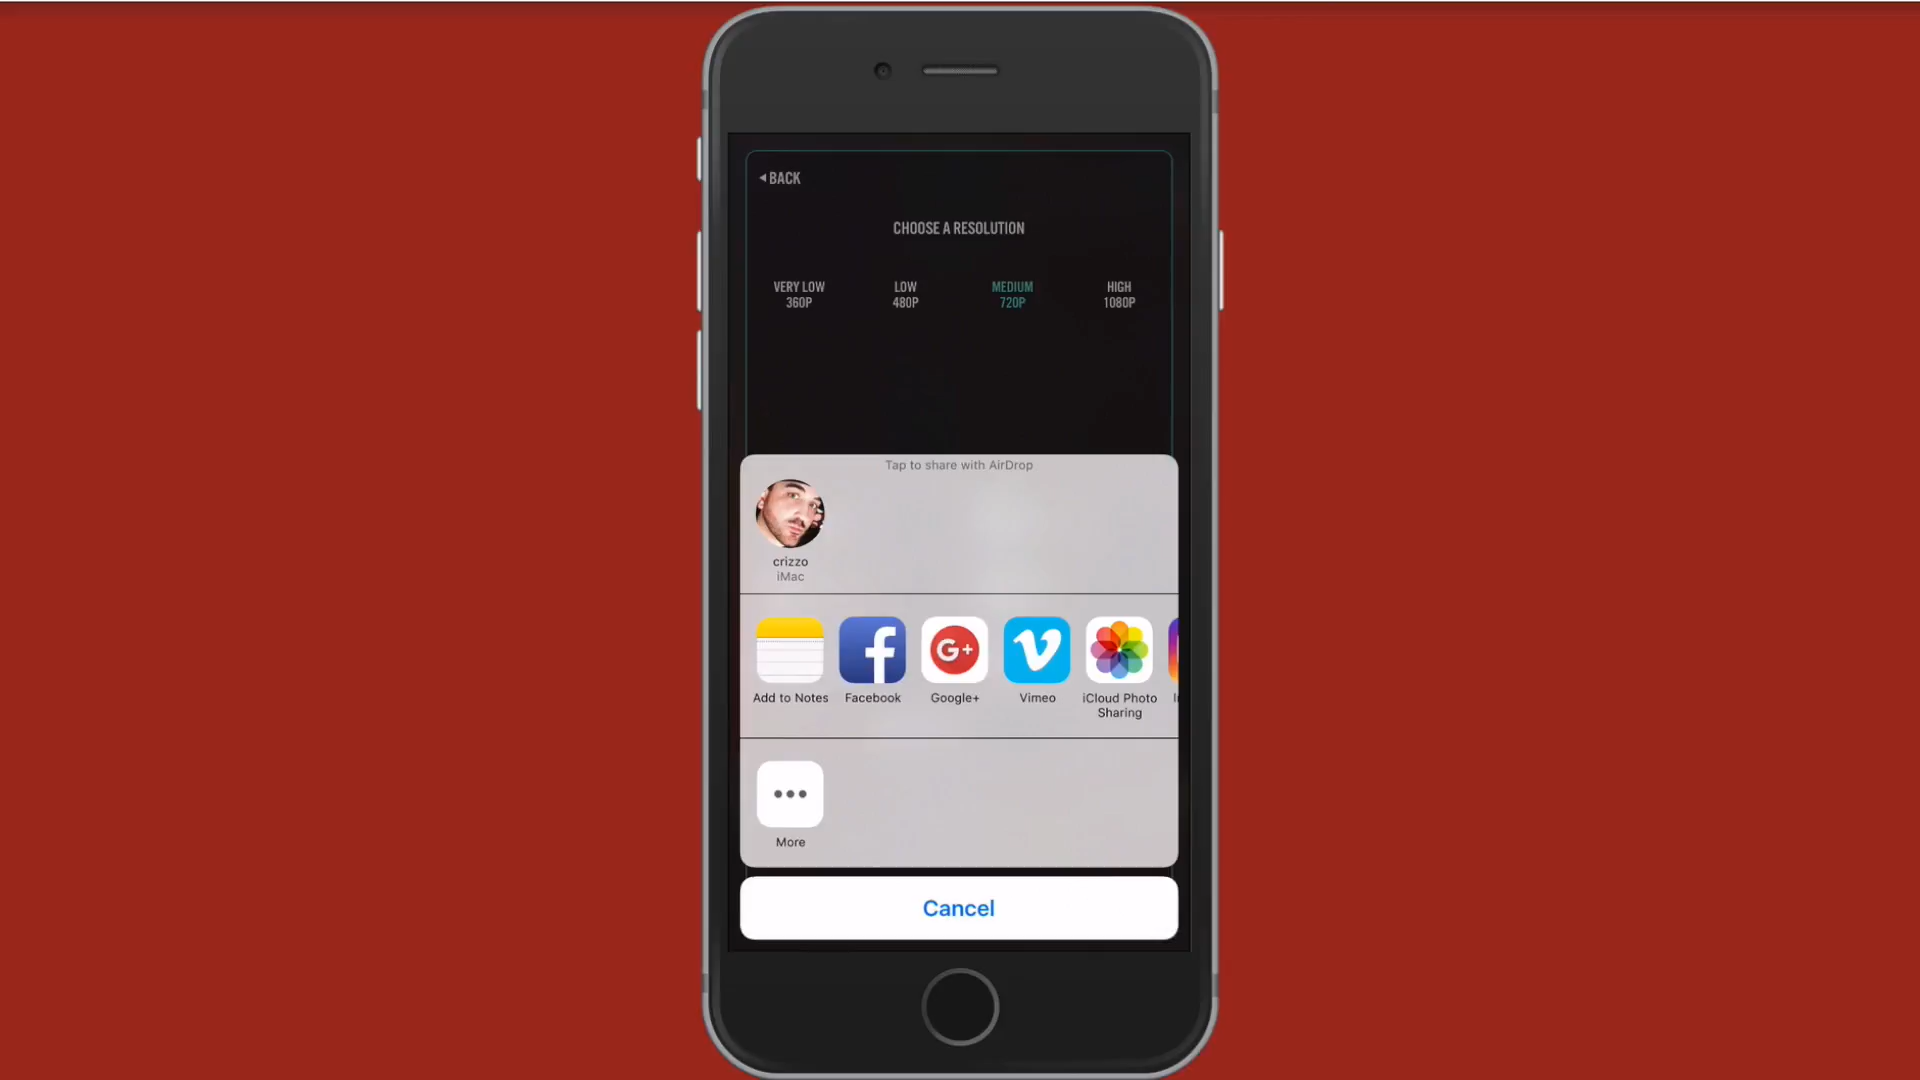 BACK
CHOOSE A RESOLUTION
VERY LOW
360P
LOW
480P
MEDIUM
720P
HIGH
1080P
Tap to share with AirDrop
crizzo
iMac
G+
Add to Notes
Facebook
Google+
Vimeo
iCloud Photo
Sharing
More
Cancel